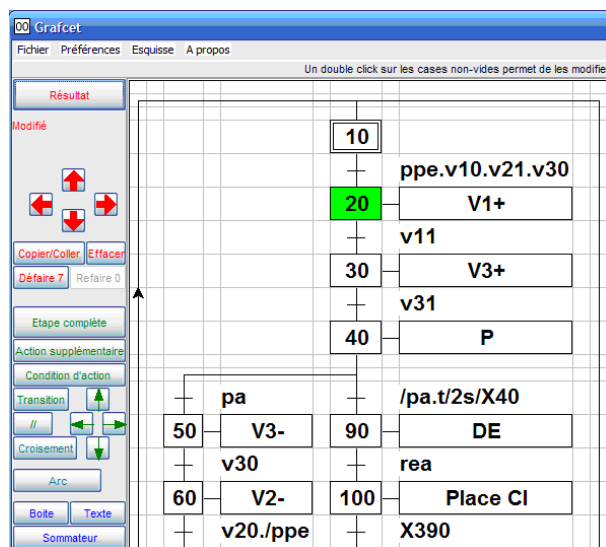 Grafcet
Fichier Préférences Esquisse A propos
Un double click sur les cases non-vides permet de les modifie
Résultat
Modifié
Copier/Coller Effacer
Défaire 7 Refaire 0
Etape complète
Action supplémentaire
Condition d'action
Transition
//
Croisement
Arc
Boite Texte
Sommateur
10
ppe.v10.v21.v30
20 V1+
v11
30 V3+
v31
40 P
pa /pa.t/2s/X40
50 V3- 90 DE
v30 rea
60 V2- 100 Place CI
v20./ppe X390